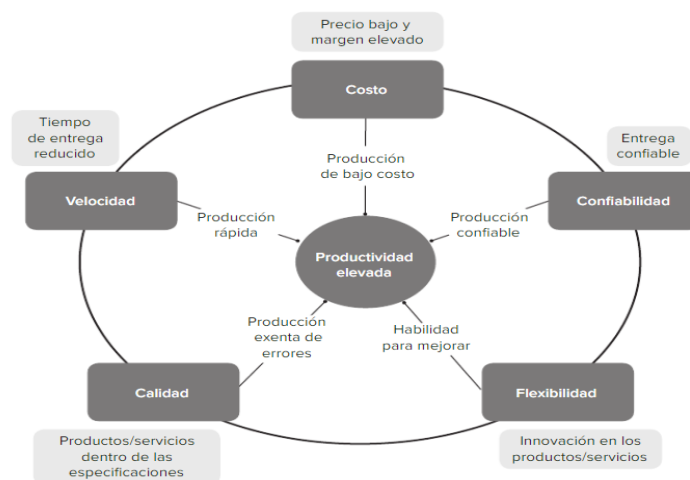 Precio bajo y
margen elevado
Costo
Tiempo
de entrega
reducido
Entrega
confiable
Producción
de bajo costo
Velocidad
Confiabilidad
Producción
rápida
Producción
confiable
Productividad
elevada
Producción
exenta de
errores
Habilidad
para mejorar
Calidad
Flexibilidad
Productos/servicios
dentro de las
especificaciones
Innovación en los
productos/servicios